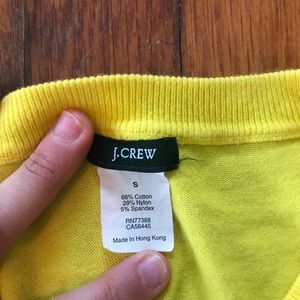 J.CREW
S
66% Cotton
29% Nylon
5% Spandex
RN77388
CA56445
Made in Hong Kong